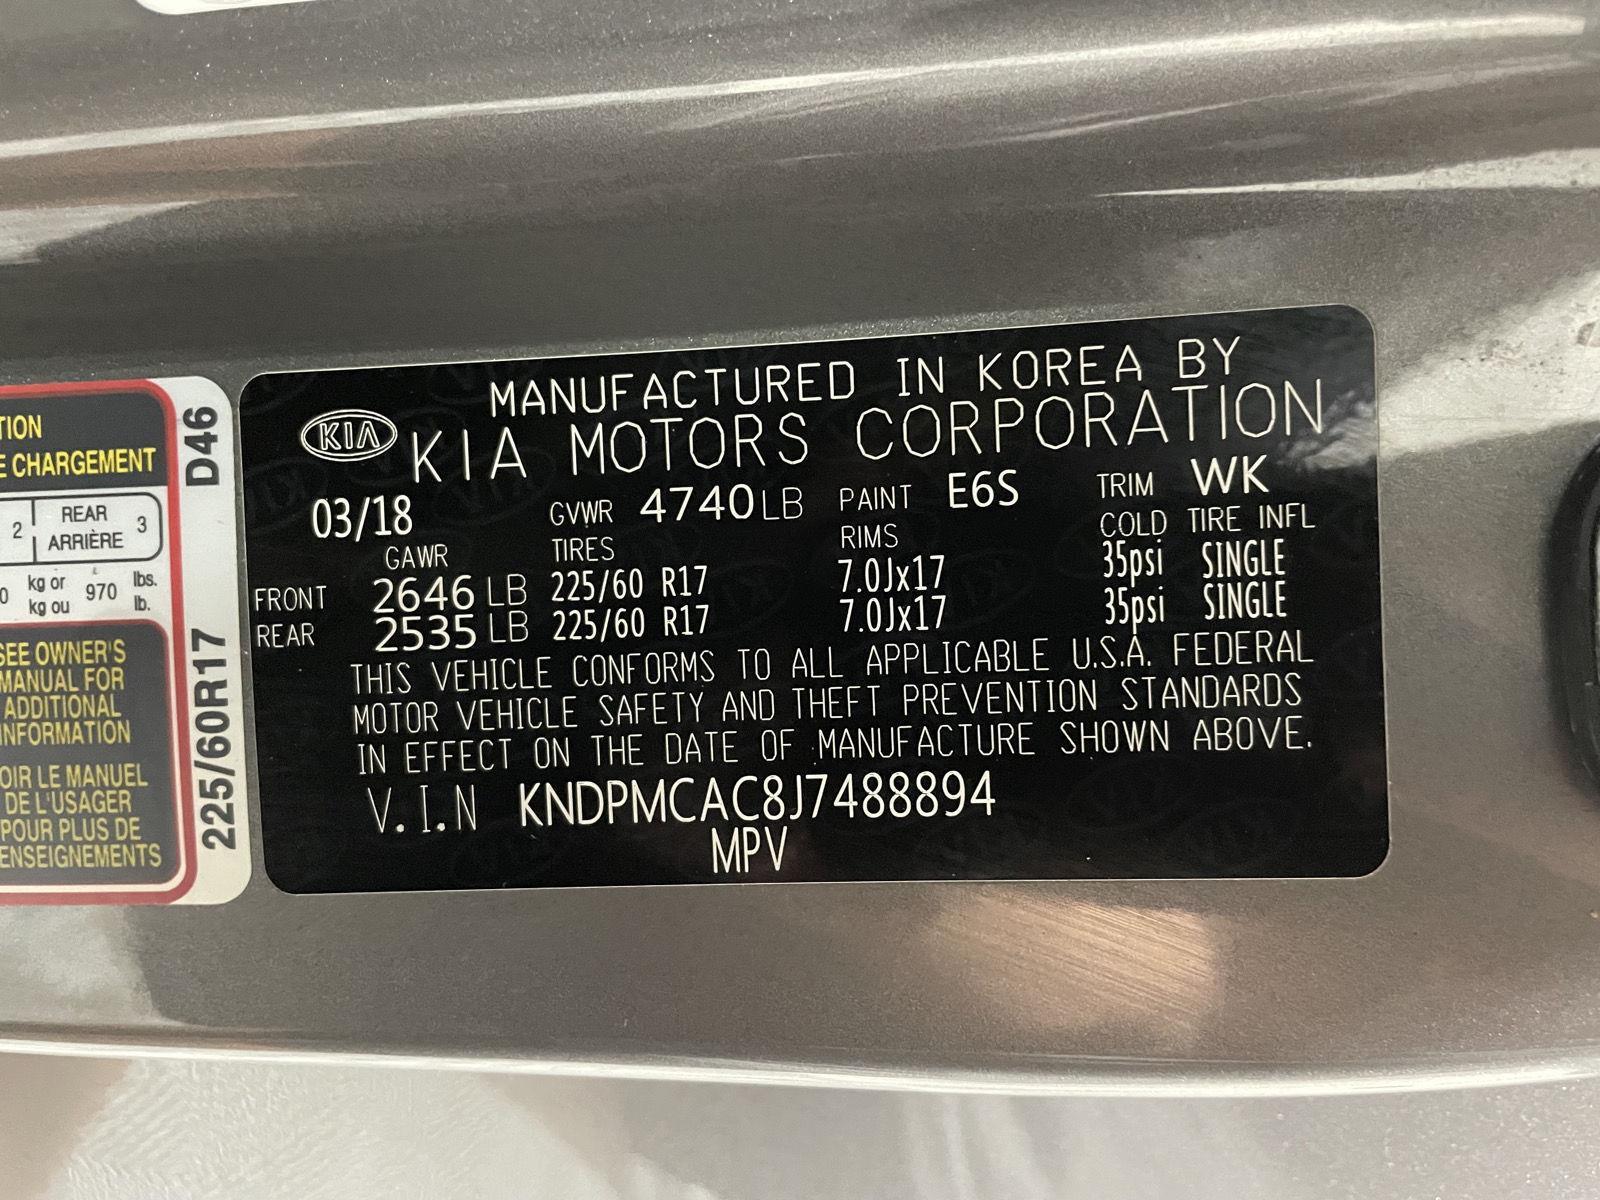 TION
E CHARGEMENT
2 REAR 3
ARRIÈRE
0 kg or 970 lbs.
kg ou lb.
SEE OWNER'S
MANUAL FOR
ADDITIONAL
INFORMATION
OIR LE MANUEL
DE L'USAGER
POUR PLUS DE
ENSEIGNEMENTS
D46
225/60R17
MANUFACTURED IN KOREA BY
KIA KIA MOTORS CORPORATION
03/18 GVWR 4740LB PAINT E6S TRIM WK
GAWR TIRES RIMS COLD TIRE INFL
FRONT 2646 LB 225/60 R17 7.0Jx17 35psi SINGLE
REAR 2535 LB 225/60 R17 7.0Jx17 35psi SINGLE
THIS VEHICLE CONFORMS TO ALL APPLICABLE U.S.A. FEDERAL
MOTOR VEHICLE SAFETY AND THEFT PREVENTION STANDARDS
IN EFFECT ON THE DATE OF MANUFACTURE SHOWN ABOVE.
V.I.N KNDPMCAC8J7488894
MPV